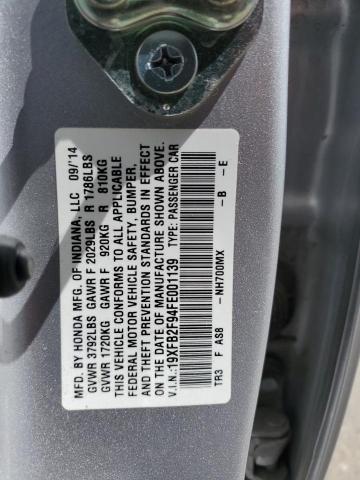 MFD. BY HONDA MFG. OF INDIANA, LLC 09/'14
GVWR 3792LBS GAWR F 2029LBS R 1786LBS
GVWR 1720KG GAWR F 920KG R 810KG
THIS VEHICLE CONFORMS TO ALL APPLICABLE
FEDERAL MOTOR VEHICLE SAFETY, BUMPER,
AND THEFT PREVENTION STANDARDS IN EFFECT
ON THE DATE OF MANUFACTURE SHOWN ABOVE.
V.I.N.:19XFB2F94FE001139 TYPE: PASSENGER CAR
TR3 F AS8 -NH700MX -B -E